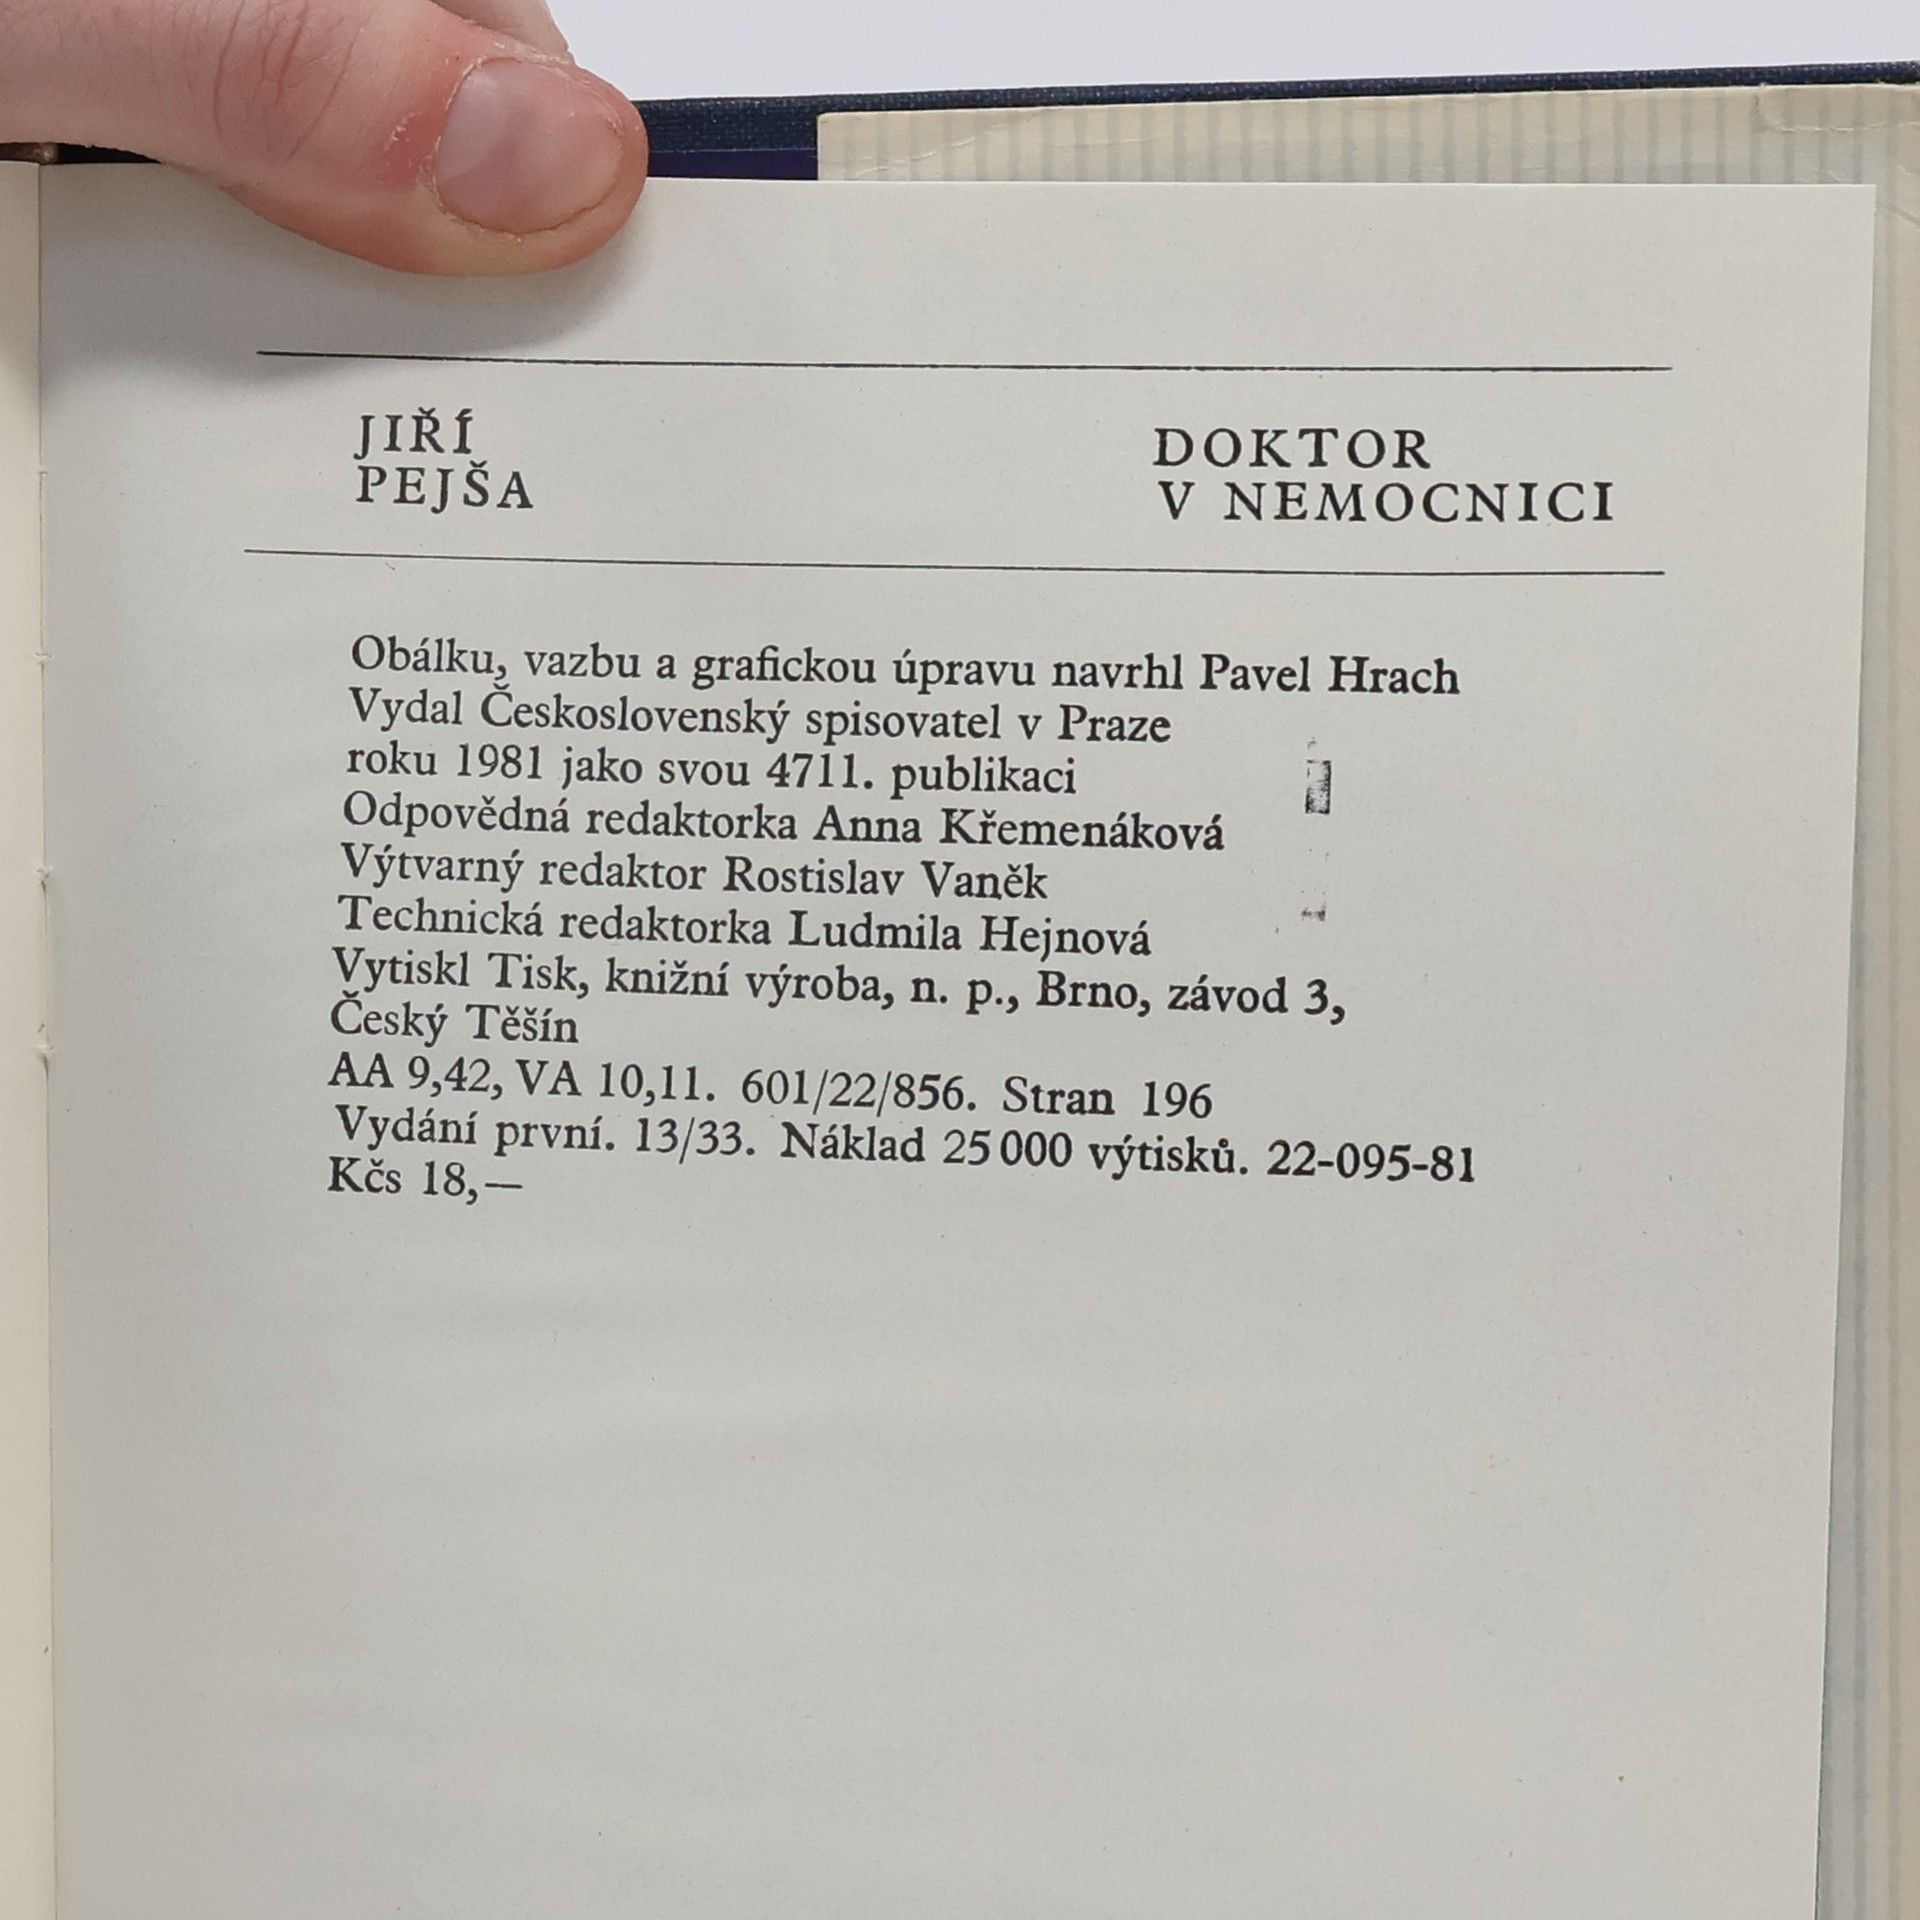 JIŘÍ
PEJŠA
DOKTOR
V NEMOCNICI
Obálku, vazbu a grafickou úpravu navrhl Pavel Hrach
Vydal Československý spisovatel v Praze
roku 1981 jako svou 4711. publikaci
Odpovědná redaktorka Anna Křemenáková
Výtvarný redaktor Rostislav Vaněk
Technická redaktorka Ludmila Hejnová
Vytiskl Tisk, knižní výroba, n. p., Brno, závod 3,
Český Těšín
AA 9,42, VA 10,11. 601/22/856. Stran 196
Vydání první. 13/33. Náklad 25 000 výtisků. 22-095-81
Kčs 18,—